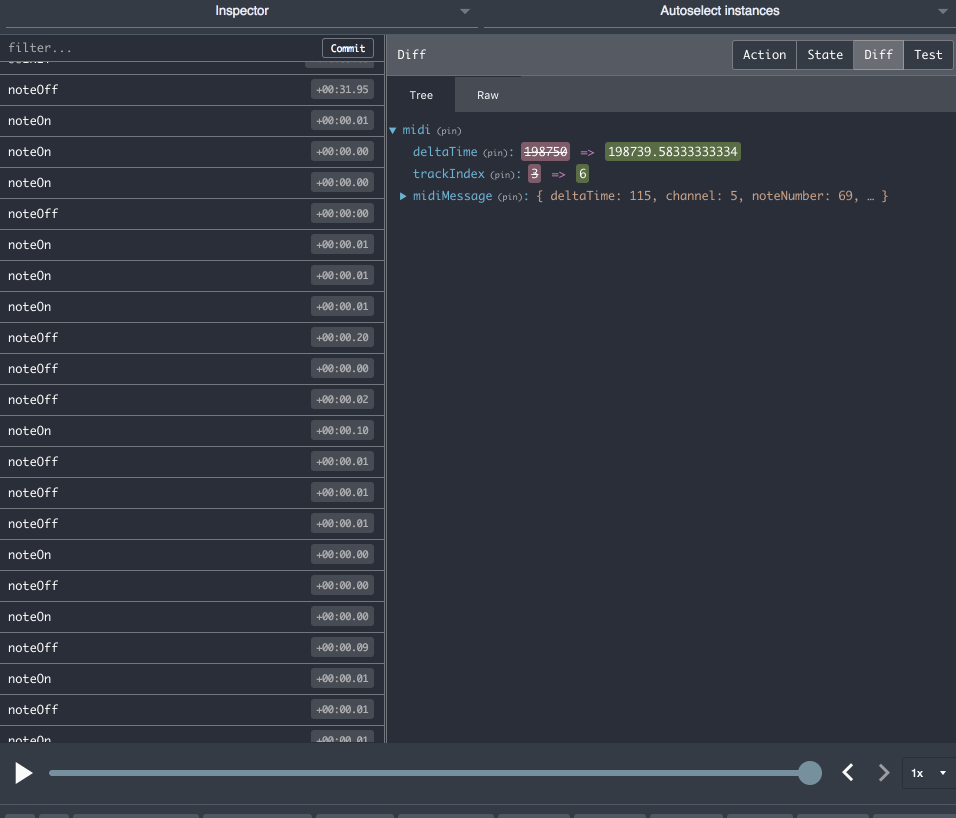 Inspector
Autoselect instances
filter...
Commit
Diff
Action
State
Diff
Test
Tree
Raw
noteOff +00:31.95
noteOn +00:00.01
noteOn +00:00.00
noteOn +00:00.00
noteOff +00:00:00
noteOn +00:00.01
noteOn +00:00.01
noteOn +00:00.01
noteOff +00:00.20
noteOff +00:00.00
noteOff +00:00.02
noteOn +00:00.10
noteOff +00:00.01
noteOff +00:00.01
noteOff +00:00.01
noteOn +00:00.00
noteOff +00:00.00
noteOn +00:00.00
noteOff +00:00.09
noteOn +00:00.01
noteOff +00:00.01
noteOn +00:00.01
midi (pin)
deltaTime (pin): 198750 => 198739.58333333334
trackIndex (pin): 3 => 6
midiMessage (pin): { deltaTime: 115, channel: 5, noteNumber: 69, … }
1x